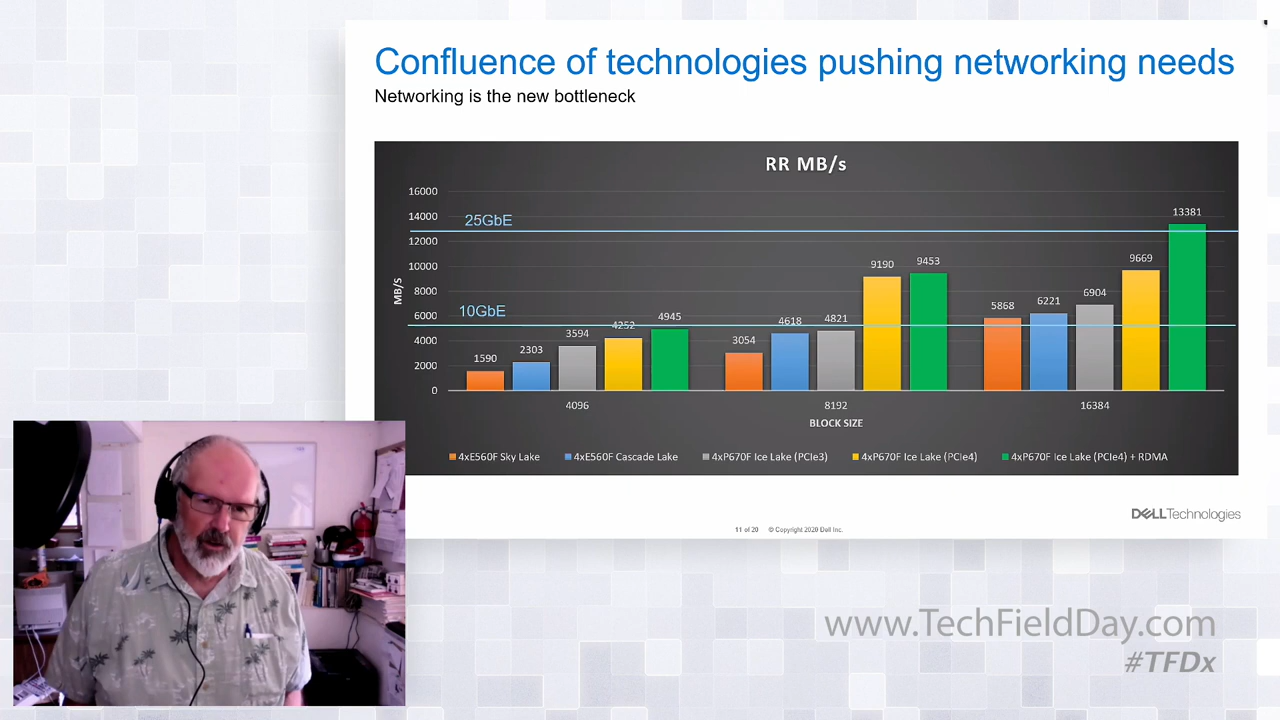 Confluence of technologies pushing networking needs
Networking is the new bottleneck
RR MB/s
16000
14000
12000
10000
8000
6000
4000
2000
0
MB/S
25GbE
10GbE
1590
2303
3594
4252
4945
3054
4618
4821
9190
9453
5868
6221
6904
9669
13381
4096
8192
16384
BLOCK SIZE
4xE560F Sky Lake
4xE560F Cascade Lake
4xP670F Ice Lake (PCIe3)
4xP670F Ice Lake (PCIe4)
4xP670F Ice Lake (PCIe4) + RDMA
11 of 20 © Copyright 2020 Dell Inc.
DELL Technologies
www.TechFieldDay.com
#TFDx